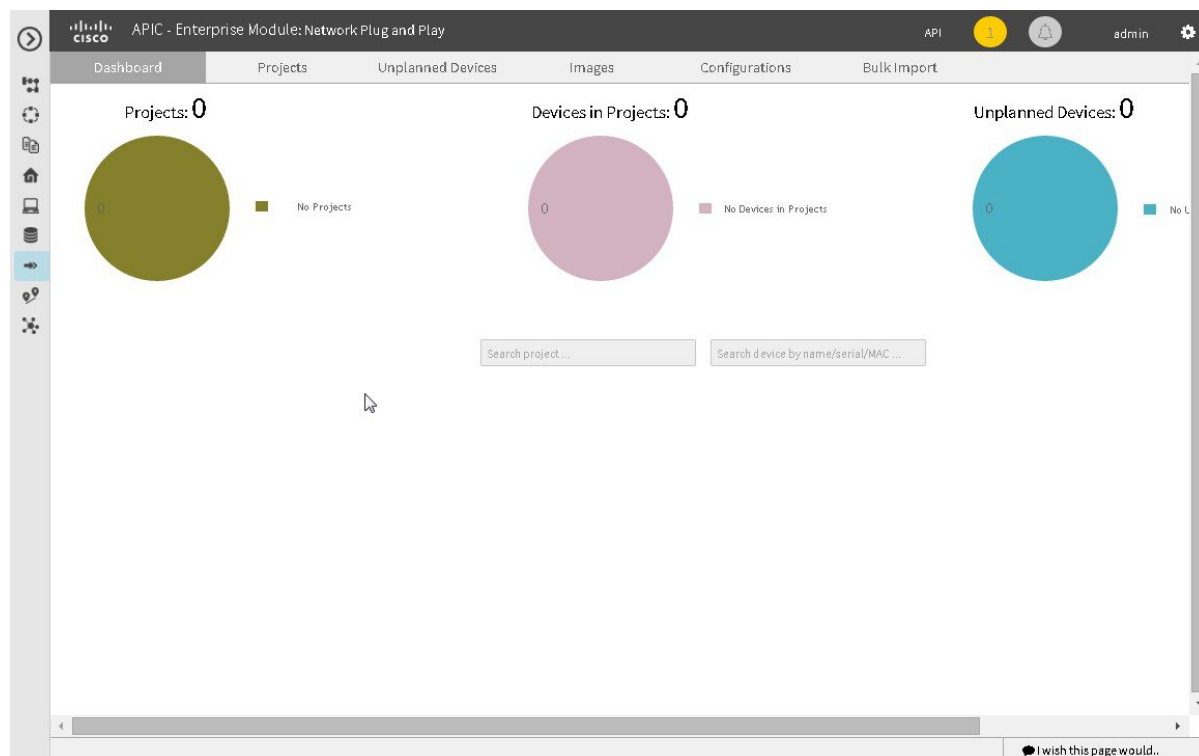 cisco APIC - Enterprise Module: Network Plug and Play API 1 admin
Dashboard Projects Unplanned Devices Images Configurations Bulk Import
Projects: 0 Devices in Projects: 0 Unplanned Devices: 0
0 No Projects 0 No Devices in Projects 0 No U
Search project ... Search device by name/serial/MAC ...
I wish this page would..